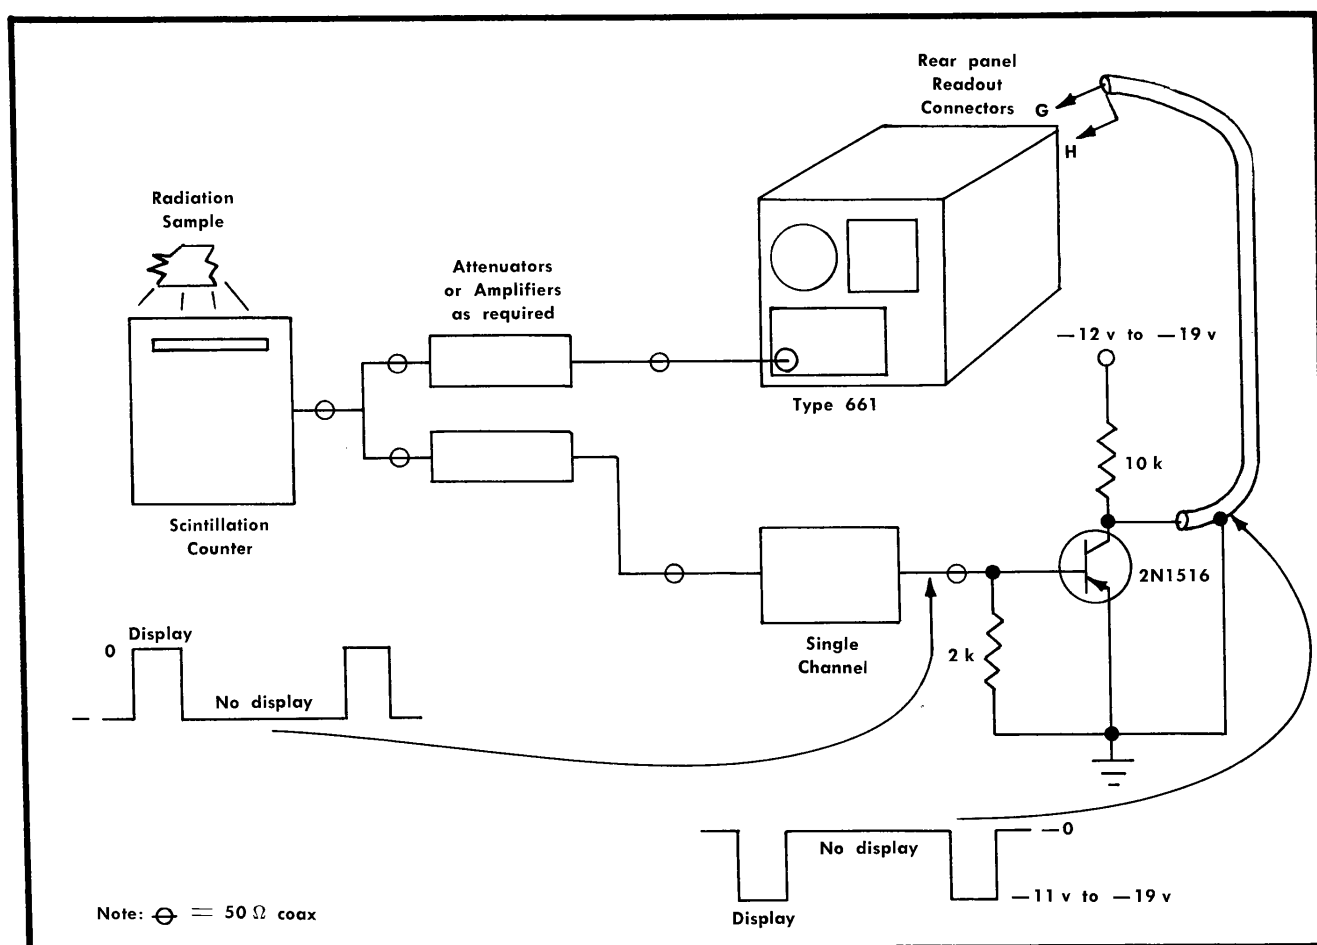 Rear panel
Readout
Connectors
G
H
Radiation
Sample
Attenuators
or Amplifiers
as required
—12 v to —19 v
Type 661
10 k
Scintillation
Counter
2N1516
Single
Channel
2 k
Display
0
No display
—
—0
No display
—11 v to —19 v
Display
Note: ⊖ = 50 Ω coax